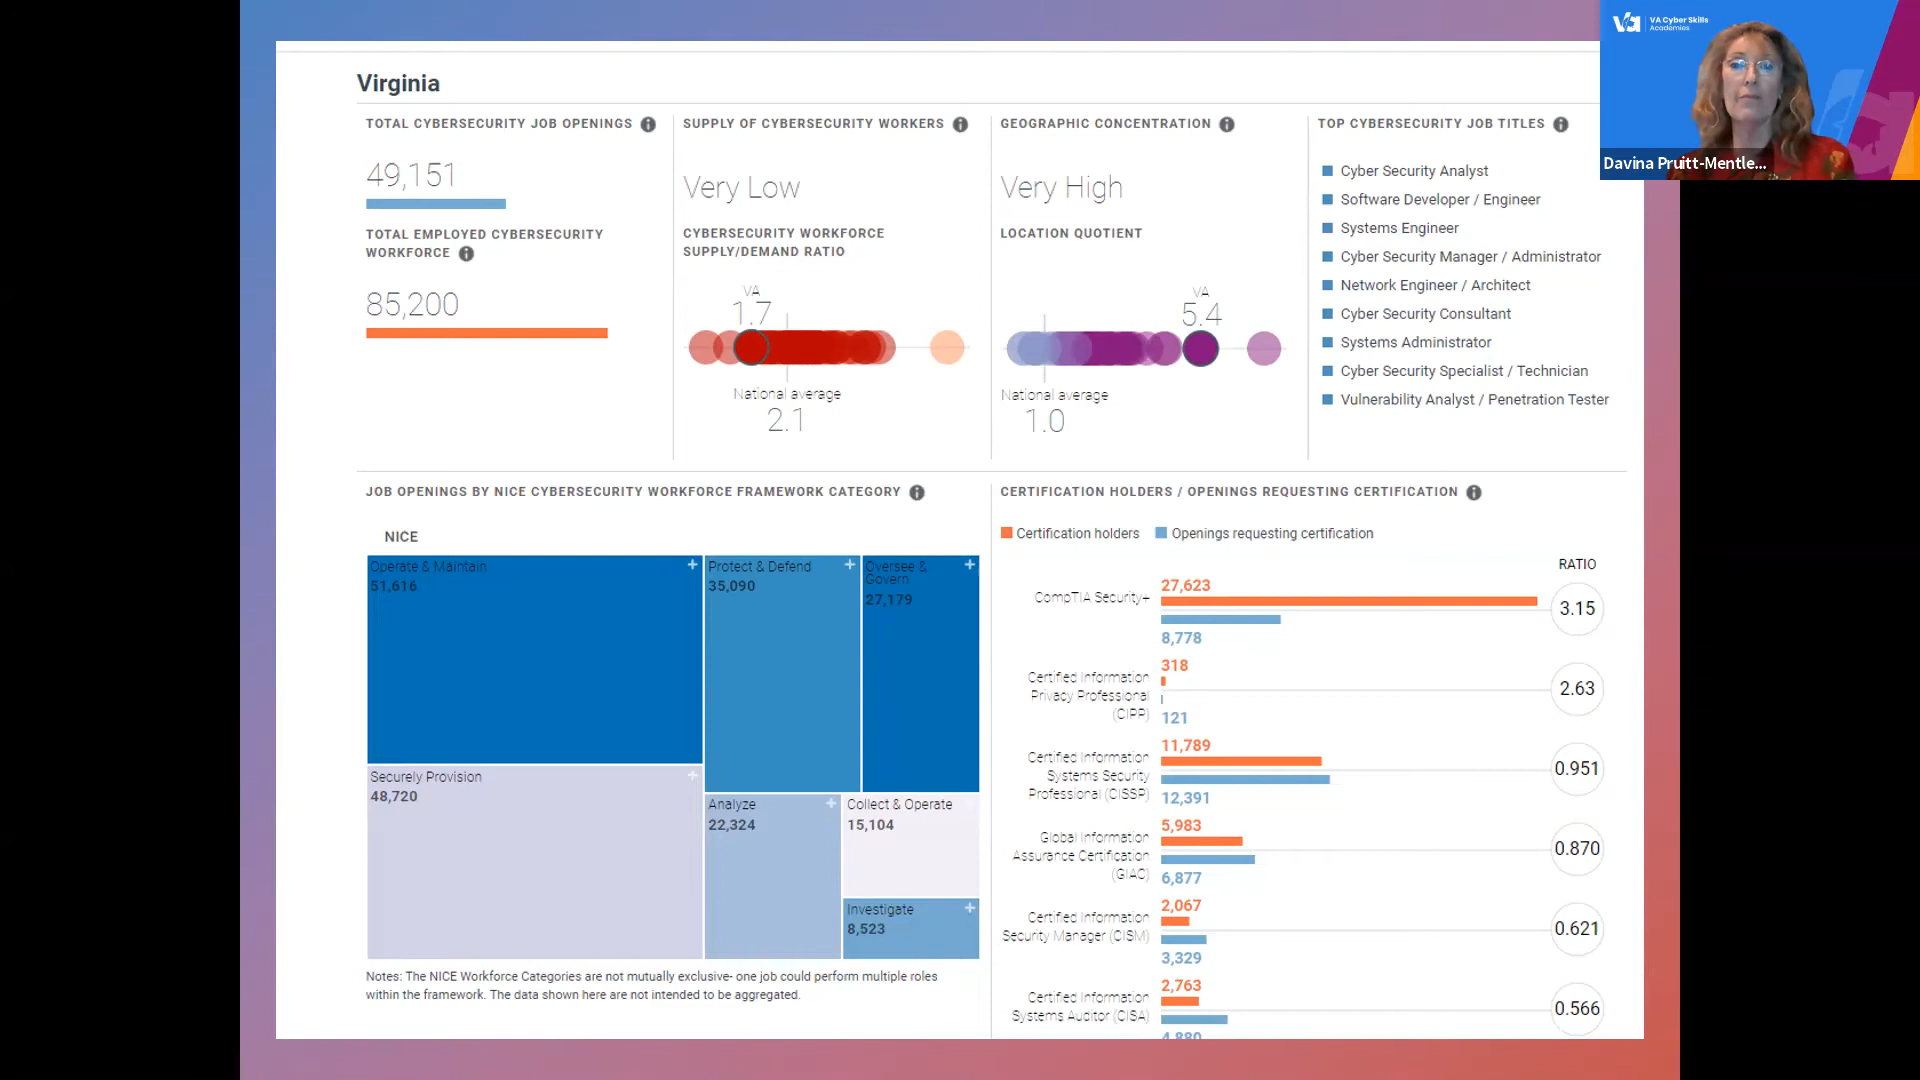 VA Cyber Skills
Academies
Davina Pruitt-Mentle...
Virginia
TOTAL CYBERSECURITY JOB OPENINGS
49,151
TOTAL EMPLOYED CYBERSECURITY
WORKFORCE
85,200
SUPPLY OF CYBERSECURITY WORKERS
Very Low
CYBERSECURITY WORKFORCE
SUPPLY/DEMAND RATIO
VA
1.7
National average
2.1
GEOGRAPHIC CONCENTRATION
Very High
LOCATION QUOTIENT
VA
5.4
National average
1.0
TOP CYBERSECURITY JOB TITLES
Cyber Security Analyst
Software Developer / Engineer
Systems Engineer
Cyber Security Manager / Administrator
Network Engineer / Architect
Cyber Security Consultant
Systems Administrator
Cyber Security Specialist / Technician
Vulnerability Analyst / Penetration Tester
JOB OPENINGS BY NICE CYBERSECURITY WORKFORCE FRAMEWORK CATEGORY
NICE
Operate & Maintain
51,616
Protect & Defend
35,090
Oversee &
Govern
27,179
Securely Provision
48,720
Analyze
22,324
Collect & Operate
15,104
Investigate
8,523
Notes: The NICE Workforce Categories are not mutually exclusive- one job could perform multiple roles
within the framework. The data shown here are not intended to be aggregated.
CERTIFICATION HOLDERS / OPENINGS REQUESTING CERTIFICATION
Certification holders
Openings requesting certification
RATIO
CompTIA Security+
27,623
8,778
3.15
Certified Information
Privacy Professional
(CIPP)
318
121
2.63
Certified Information
Systems Security
Professional (CISSP)
11,789
12,391
0.951
Global Information
Assurance Certification
(GIAC)
5,983
6,877
0.870
Certified Information
Security Manager (CISM)
2,067
3,329
0.621
Certified Information
Systems Auditor (CISA)
2,763
4,880
0.566